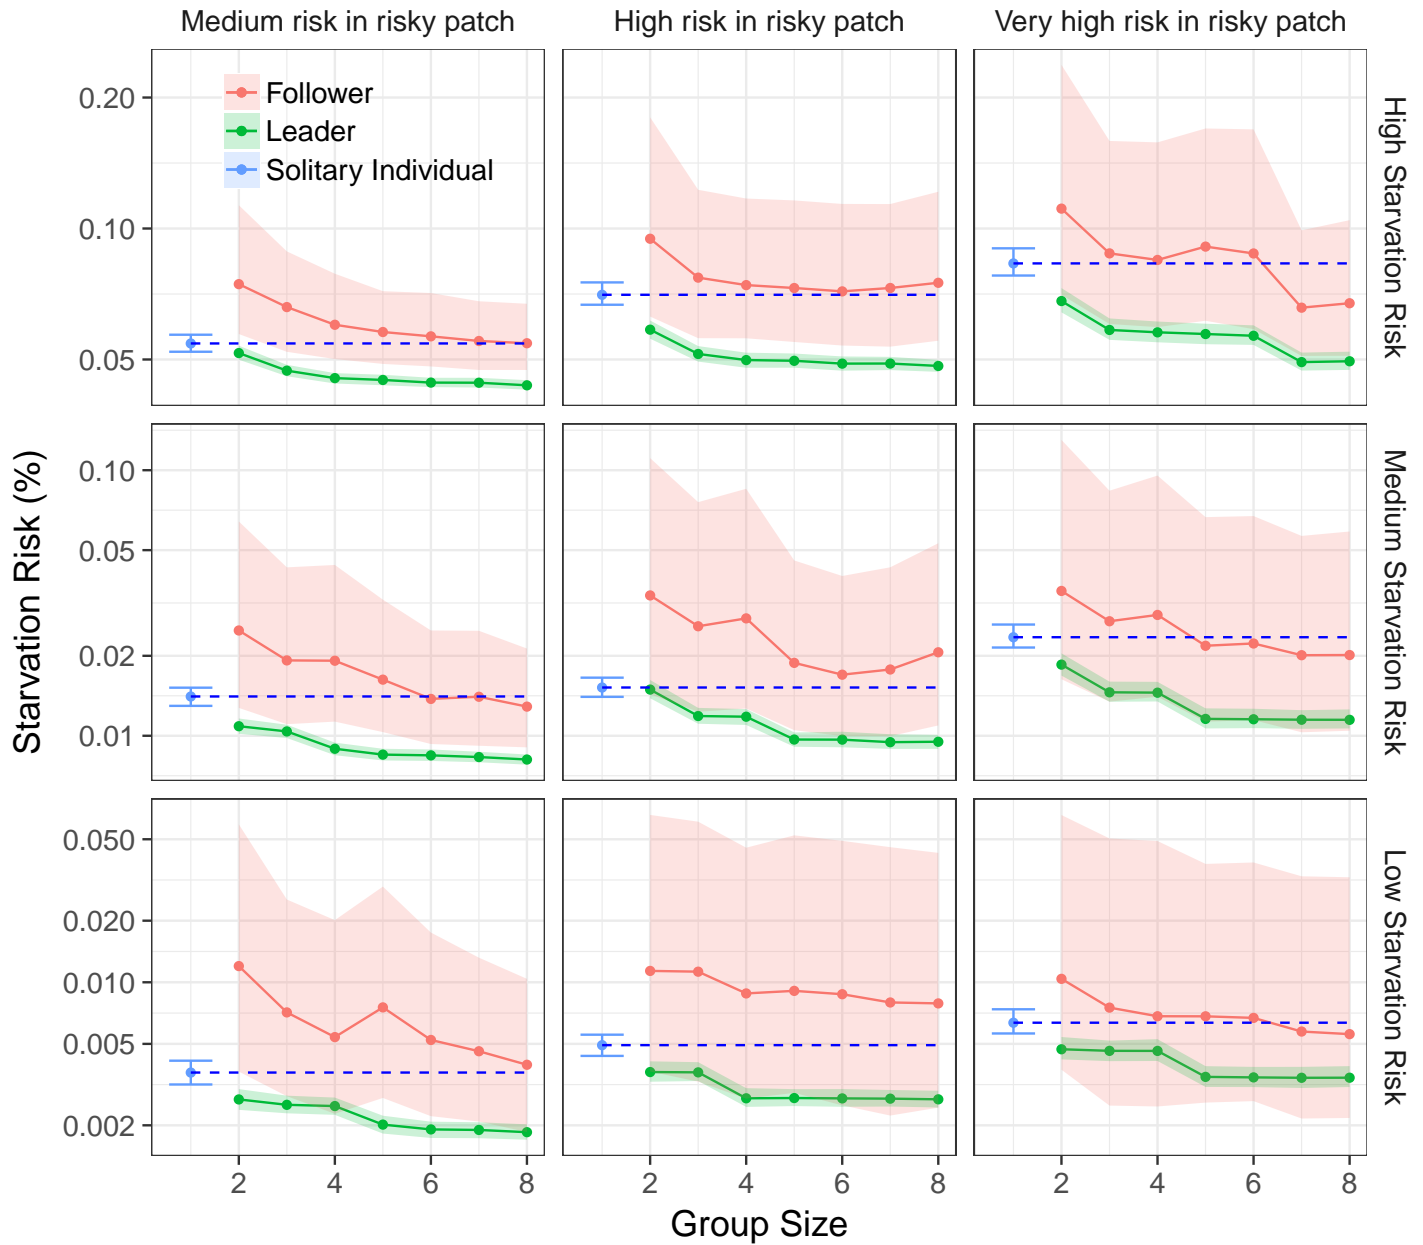 Medium risk in risky patch
High risk in risky patch
Very high risk in risky patch
Follower
Leader
Solitary Individual
0.20
0.10
0.05
High Starvation Risk
Starvation Risk (%)
0.10
0.05
0.02
0.01
Medium Starvation Risk
0.050
0.020
0.010
0.005
0.002
Low Starvation Risk
2 4 6 8 2 4 6 8 2 4 6 8
Group Size